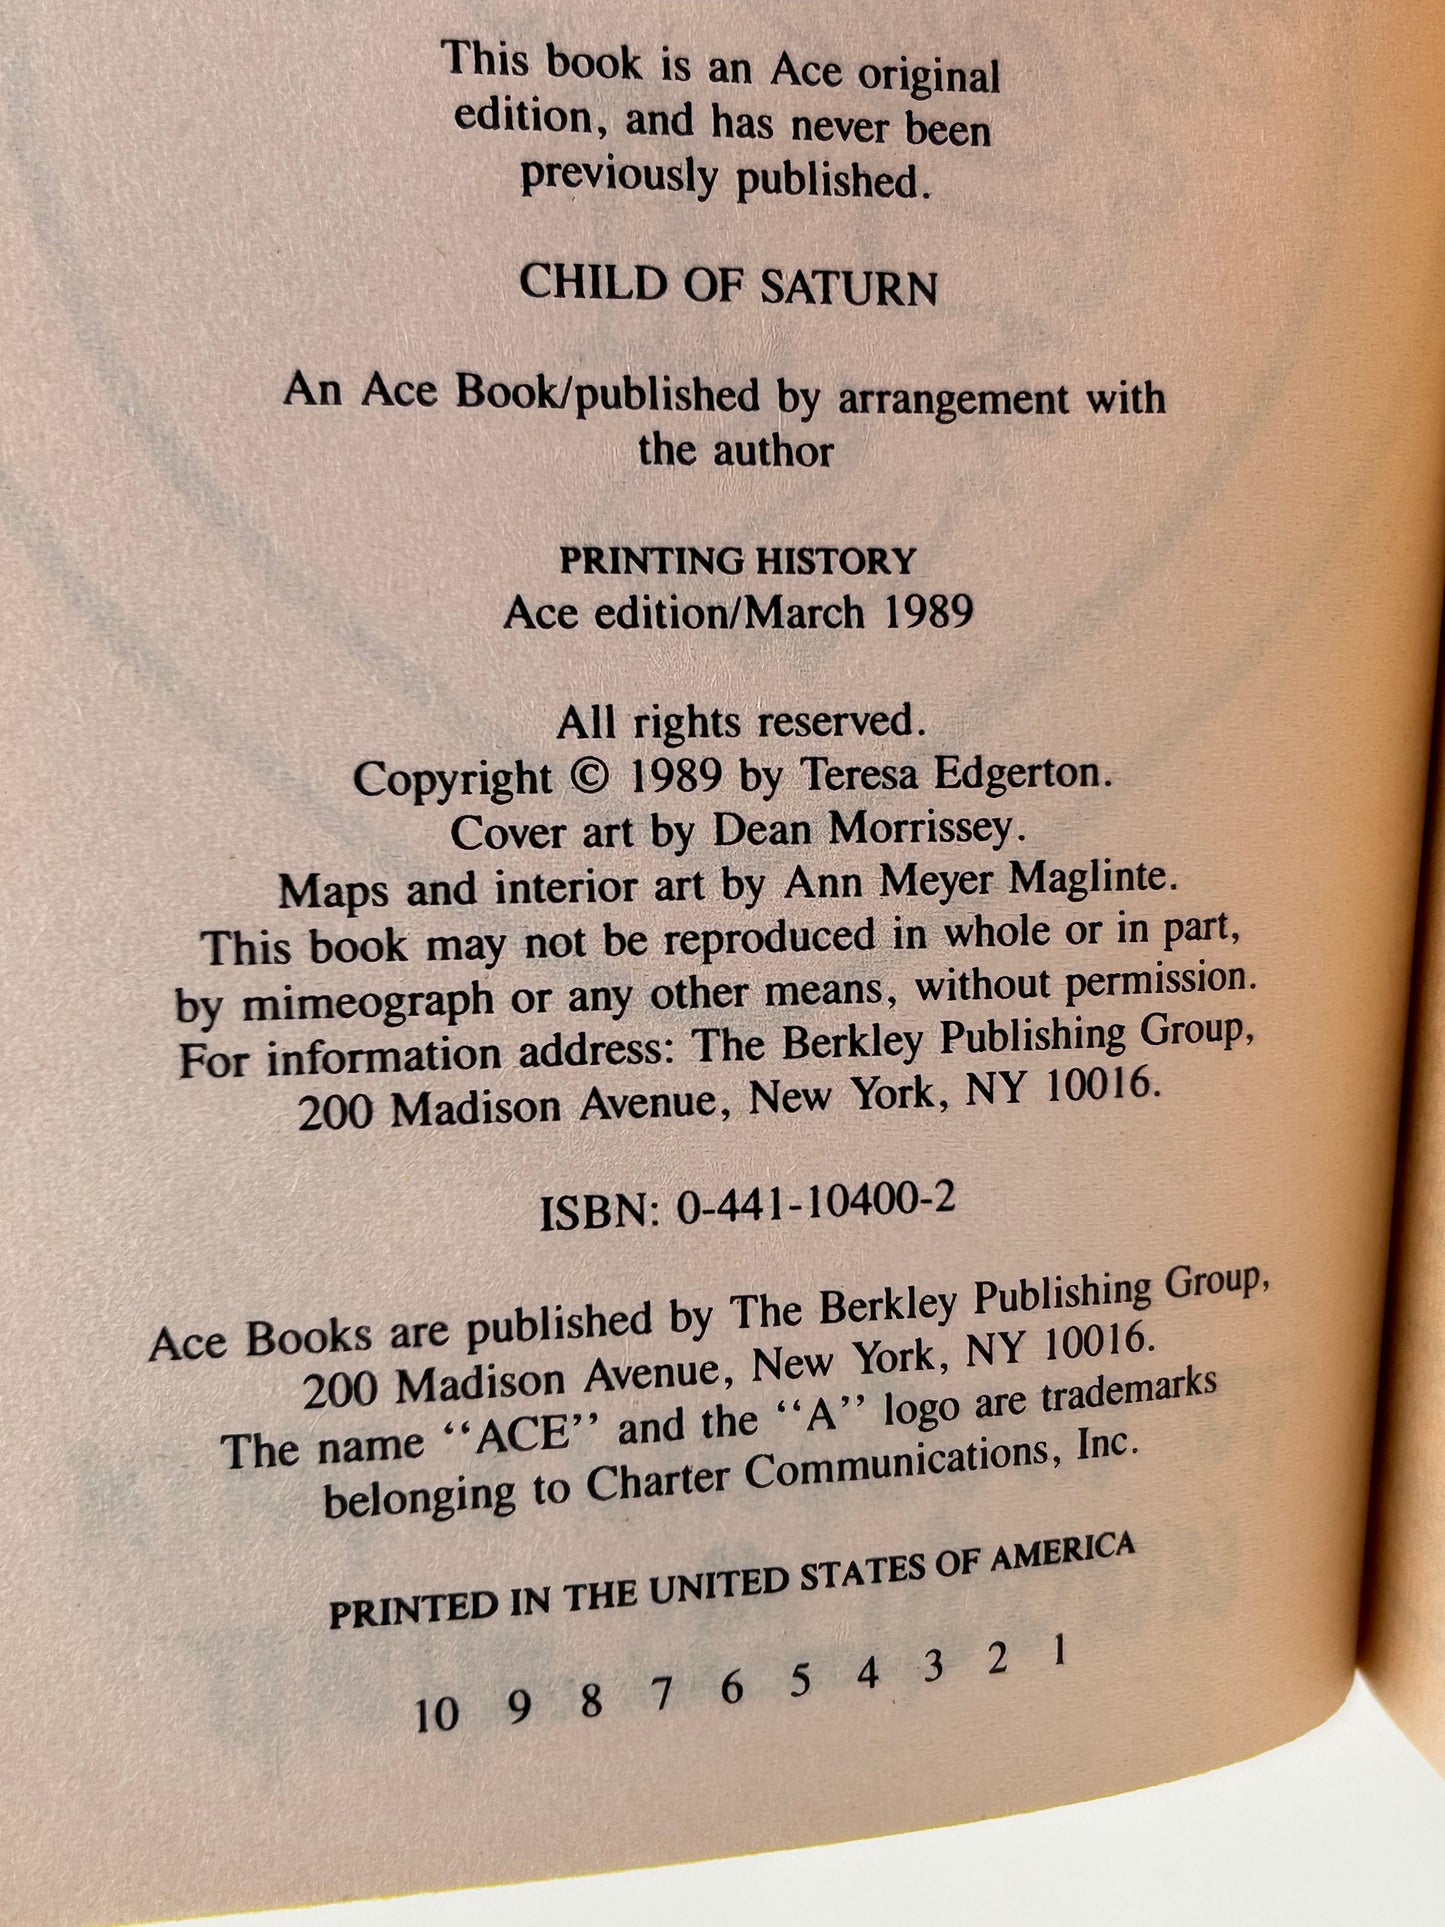 This book is an Ace original
edition, and has never been
previously published.
CHILD OF SATURN
An Ace Book/published by arrangement with
the author
PRINTING HISTORY
Ace edition/March 1989
All rights reserved.
Copyright © 1989 by Teresa Edgerton.
Cover art by Dean Morrissey.
Maps and interior art by Ann Meyer Maglinte.
This book may not be reproduced in whole or in part,
by mimeograph or any other means, without permission.
For information address: The Berkley Publishing Group,
200 Madison Avenue, New York, NY 10016.
ISBN: 0-441-10400-2
Ace Books are published by The Berkley Publishing Group,
200 Madison Avenue, New York, NY 10016.
The name ‘‘ACE’’ and the ‘‘A’’ logo are trademarks
belonging to Charter Communications, Inc.
PRINTED IN THE UNITED STATES OF AMERICA
10 9 8 7 6 5 4 3 2 1